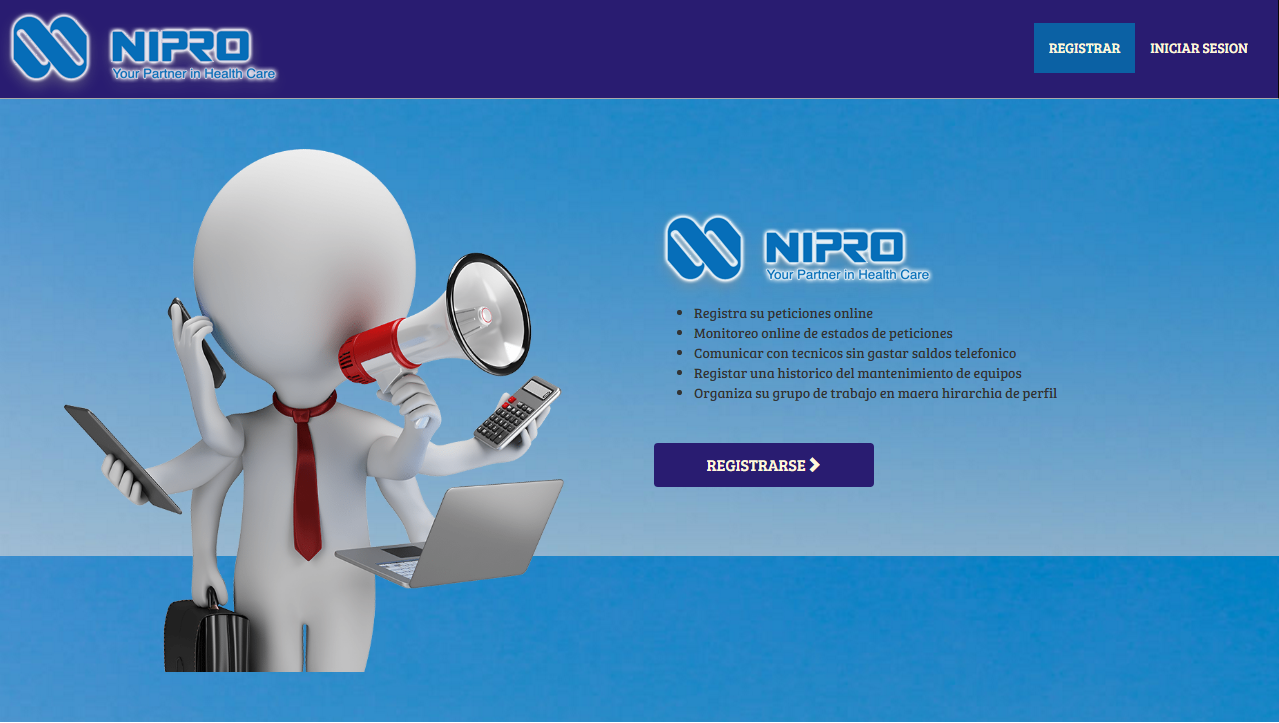 NIPRO
Your Partner in Health Care
REGISTRAR
INICIAR SESION
NIPRO
Your Partner in Health Care
Registra su peticiones online
Monitoreo online de estados de peticiones
Comunicar con tecnicos sin gastar saldos telefonico
Registar una historico del mantenimiento de equipos
Organiza su grupo de trabajo en maera hirarchia de perfil
REGISTRARSE